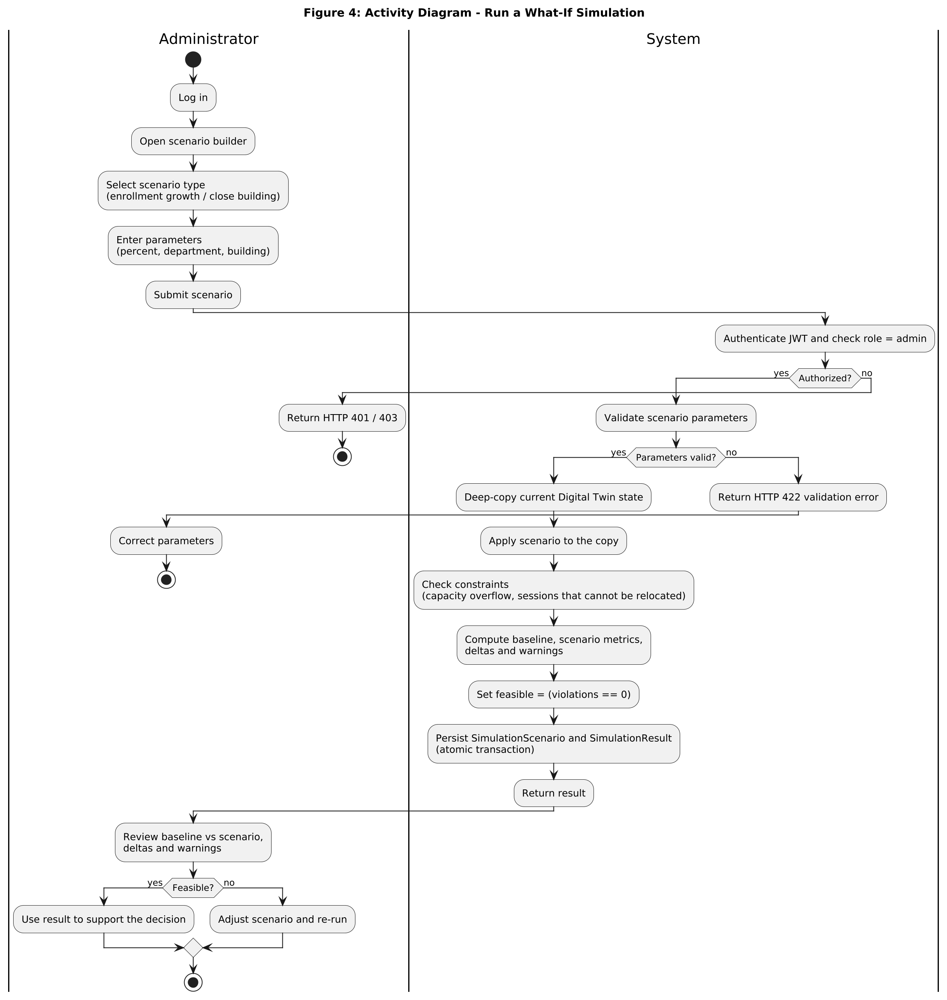 Figure 4: Activity Diagram - Run a What-If Simulation
Administrator
System
Log in
Open scenario builder
Select scenario type
(enrollment growth / close building)
Enter parameters
(percent, department, building)
Submit scenario
Authenticate JWT and check role = admin
yes
Authorized?
no
Return HTTP 401 / 403
Validate scenario parameters
yes
Parameters valid?
no
Deep-copy current Digital Twin state
Return HTTP 422 validation error
Correct parameters
Apply scenario to the copy
Check constraints
(capacity overflow, sessions that cannot be relocated)
Compute baseline, scenario metrics,
deltas and warnings
Set feasible = (violations == 0)
Persist SimulationScenario and SimulationResult
(atomic transaction)
Return result
Review baseline vs scenario,
deltas and warnings
yes
Feasible?
no
Use result to support the decision
Adjust scenario and re-run